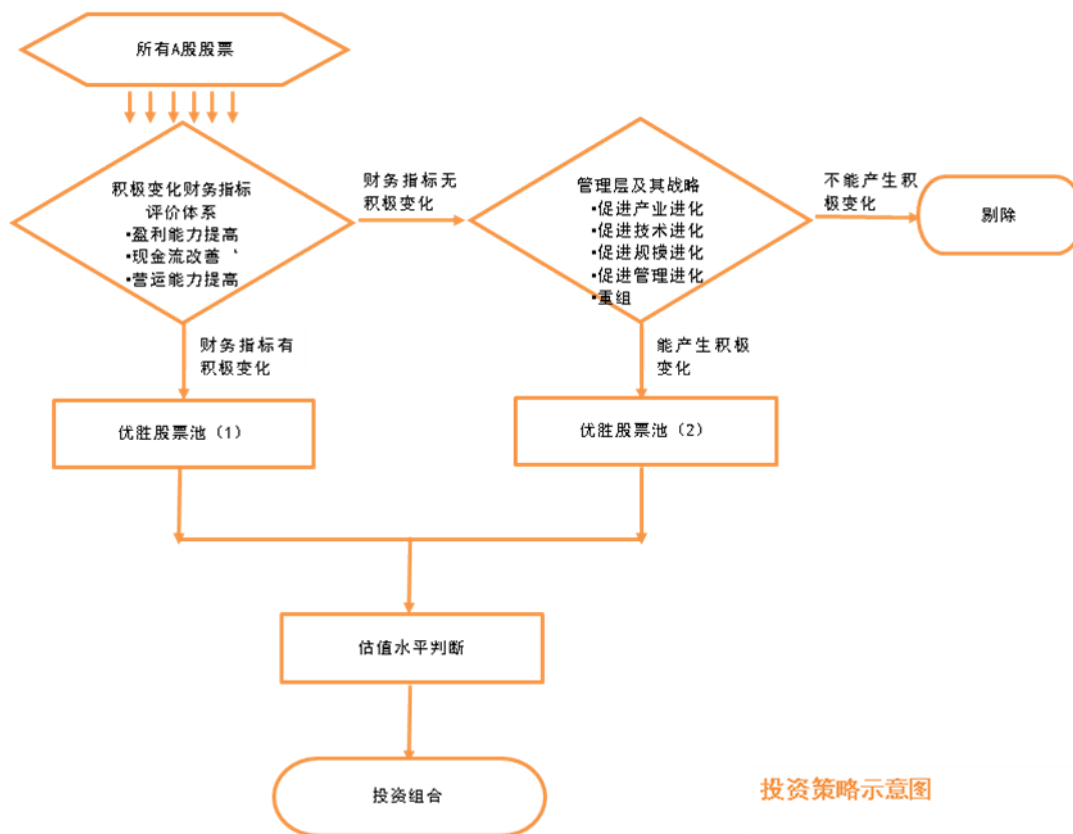 所有A股股票
积极变化财务指标
评价体系
▪盈利能力提高
▪现金流改善、
▪营运能力提高
财务指标无
积极变化
管理层及其战略
▪促进产业进化
▪促进技术进化
▪促进规模进化
▪促进管理进化
▪重组
不能产生积
极变化
剔除
财务指标有
积极变化
能产生积极
变化
优胜股票池（1）
优胜股票池（2）
估值水平判断
投资组合
投资策略示意图